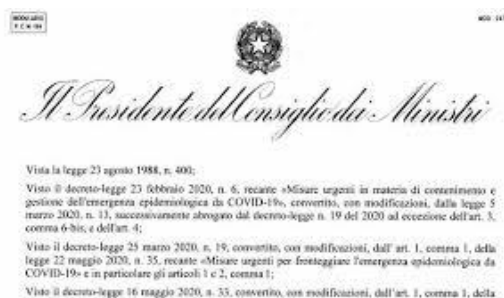 MODULARIO
P. C. M. 198
MOD. 247
Il Presidente del Consiglio dei Ministri
Vista la legge 23 agosto 1988, n. 400;
Visto il decreto-legge 23 febbraio 2020, n. 6, recante «Misure urgenti in materia di contenimento e
gestione dell'emergenza epidemiologica da COVID-19», convertito, con modificazioni, dalla legge 5
marzo 2020, n. 13, successivamente abrogato dal decreto-legge n. 19 del 2020 ad eccezione dell'art. 3,
comma 6-bis, e dell'art. 4;
Visto il decreto-legge 25 marzo 2020, n. 19, convertito, con modificazioni, dall'art. 1, comma 1, della
legge 22 maggio 2020, n. 35, recante «Misure urgenti per fronteggiare l'emergenza epidemiologica da
COVID-19» e in particolare gli articoli 1 e 2, comma 1;
Visto il decreto-legge 16 maggio 2020, n. 33, convertito, con modificazioni, dall'art. 1, comma 1, della